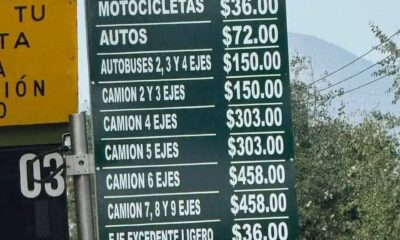 TU
TA
A
IÓN
O
03
MOTOCICLETAS $36.00
AUTOS $72.00
AUTOBUSES 2, 3 Y 4 EJES $150.00
CAMION 2 Y 3 EJES $150.00
CAMION 4 EJES $303.00
CAMION 5 EJES $303.00
CAMION 6 EJES $458.00
CAMION 7, 8 Y 9 EJES $458.00
EJE EXCEDENTE LIGERO $36.00